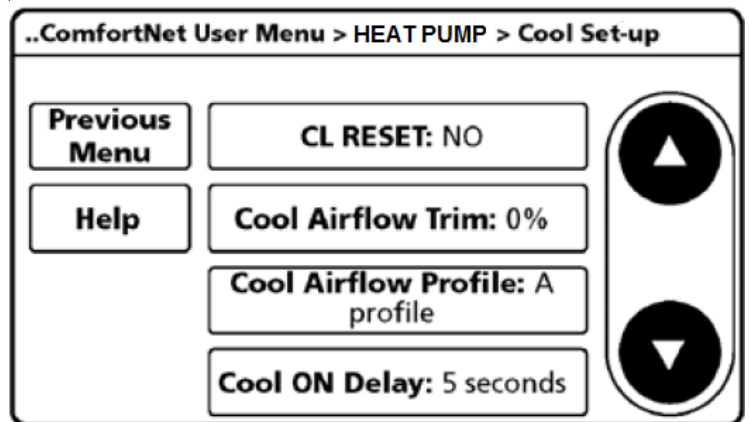 ..ComfortNet User Menu > HEAT PUMP > Cool Set-up
Previous
Menu
CL RESET: NO
Help
Cool Airflow Trim: 0%
Cool Airflow Profile: A
profile
Cool ON Delay: 5 seconds